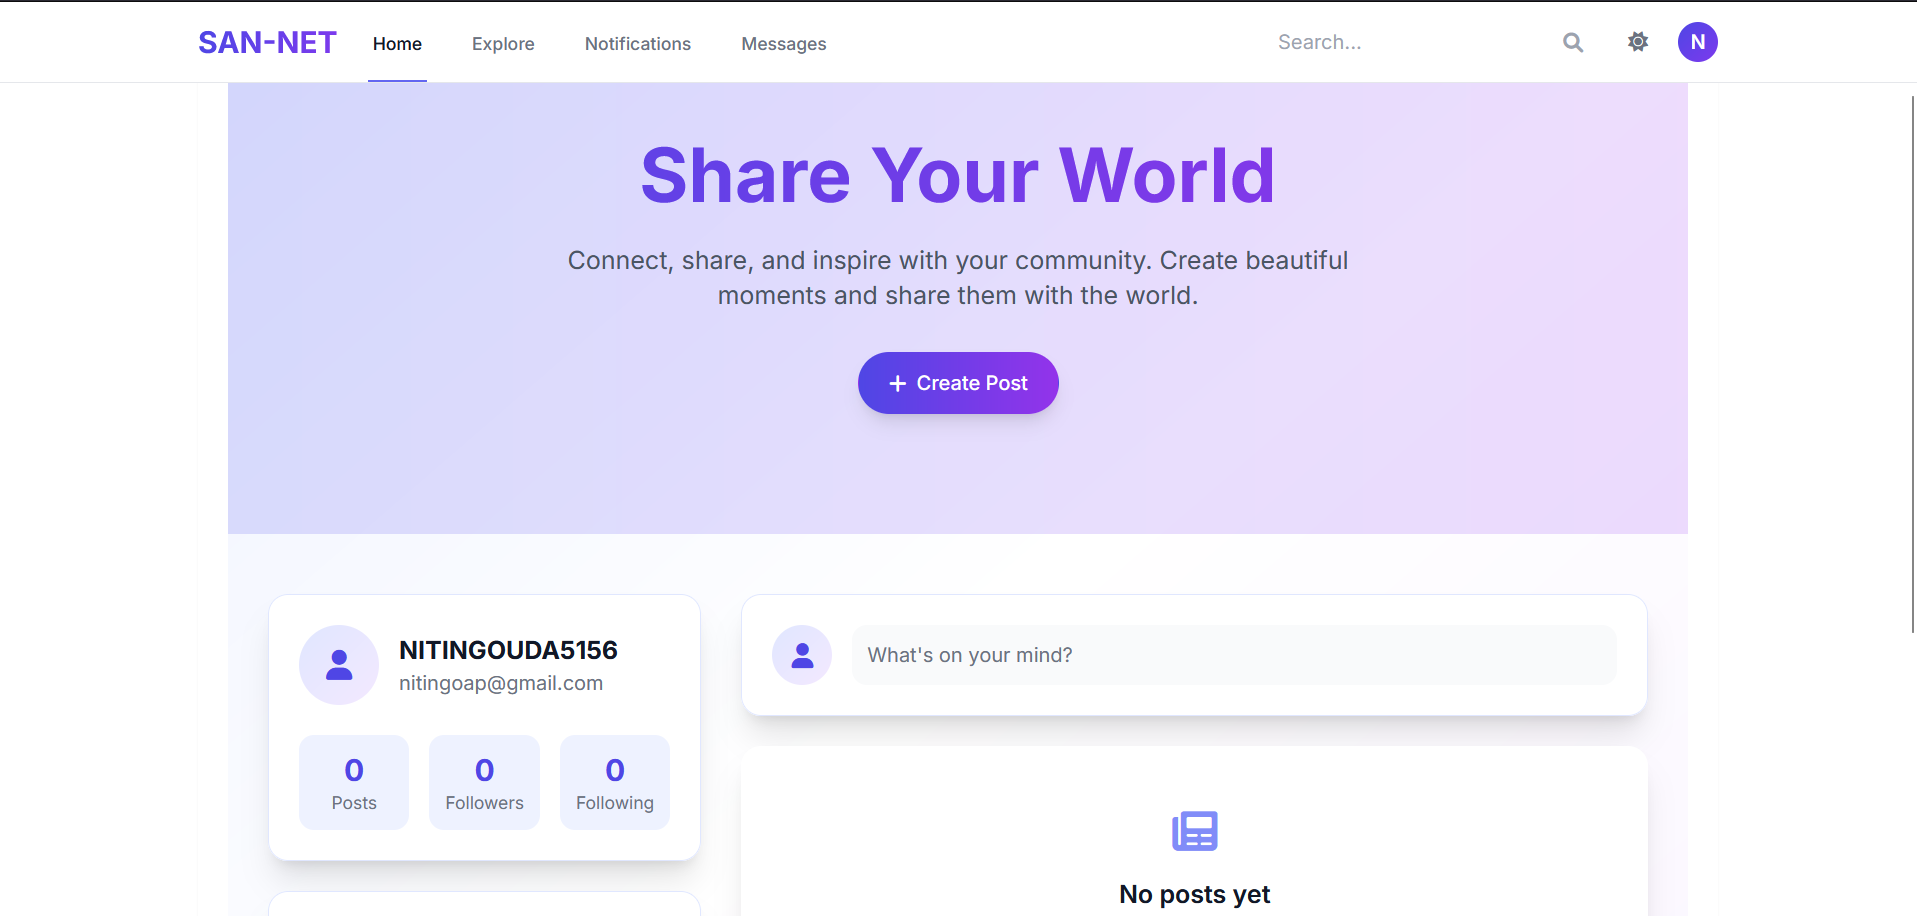 SAN-NET
Home
Explore
Notifications
Messages
Search...
N
Share Your World
Connect, share, and inspire with your community. Create beautiful
moments and share them with the world.
+ Create Post
NITINGOUDA5156
nitingoap@gmail.com
0
Posts
0
Followers
0
Following
What's on your mind?
No posts yet